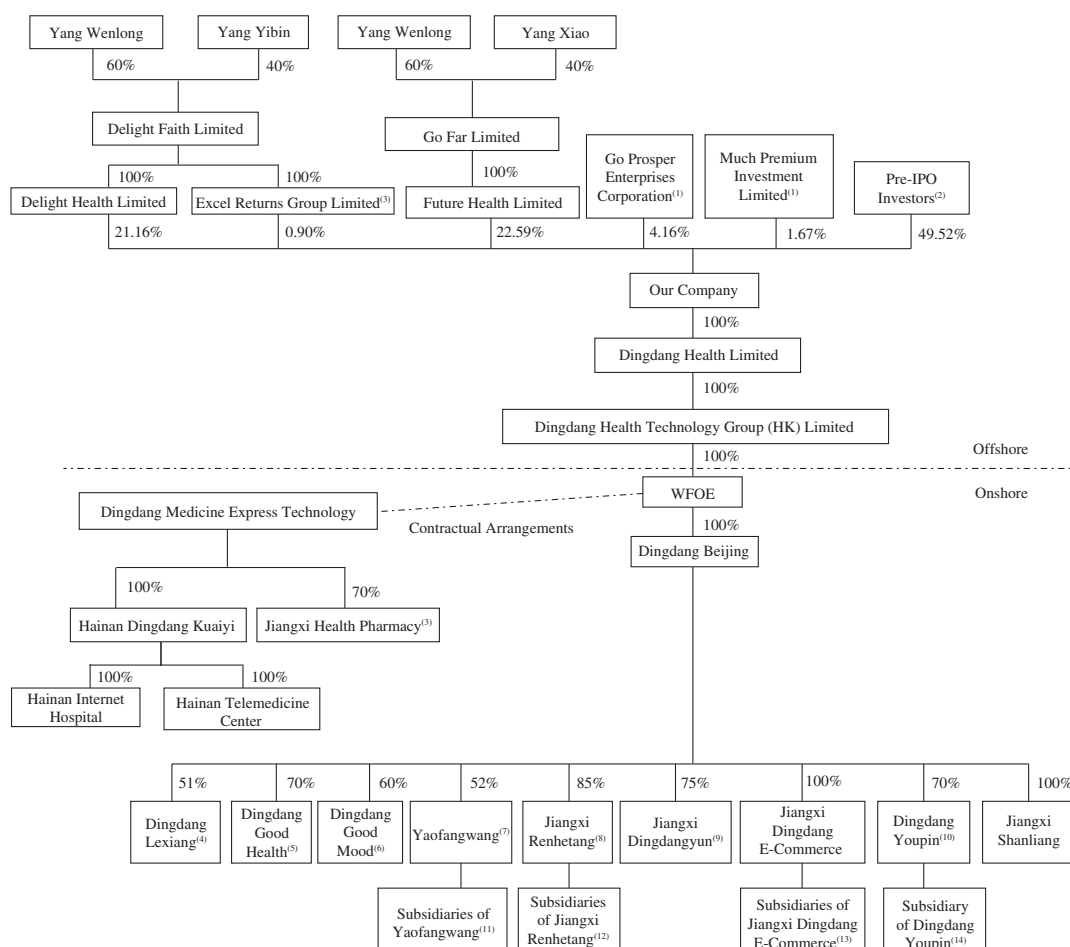 Yang Wenlong
Yang Yibin
Yang Wenlong
Yang Xiao
60%
40%
60%
40%
Delight Faith Limited
Go Far Limited
Go Prosper
Enterprises
Corporation(1)
Much Premium
Investment
Limited(1)
Pre-IPO
Investors(2)
100%
100%
100%
Delight Health Limited
Excel Returns Group Limited(3)
Future Health Limited
21.16%
0.90%
22.59%
4.16%
1.67%
49.52%
Our Company
100%
Dingdang Health Limited
100%
Dingdang Health Technology Group (HK) Limited
100%
Offshore
Onshore
WFOE
Dingdang Medicine Express Technology
Contractual Arrangements
100%
Dingdang Beijing
100%
70%
Hainan Dingdang Kuaiyi
Jiangxi Health Pharmacy(3)
100%
100%
Hainan Internet
Hospital
Hainan Telemedicine
Center
51%
70%
60%
52%
85%
75%
100%
70%
100%
Dingdang
Lexiang(4)
Dingdang
Good
Health(5)
Dingdang
Good
Mood(6)
Yaofangwang(7)
Jiangxi
Renhetang(8)
Jiangxi
Dingdangyun(9)
Jiangxi
Dingdang
E-Commerce
Dingdang
Youpin(10)
Jiangxi
Shanliang
Subsidiaries of
Yaofangwang(11)
Subsidiaries
of Jiangxi
Renhetang(12)
Subsidiaries of
Jiangxi Dingdang
E-Commerce(13)
Subsidiary
of Dingdang
Youpin(14)